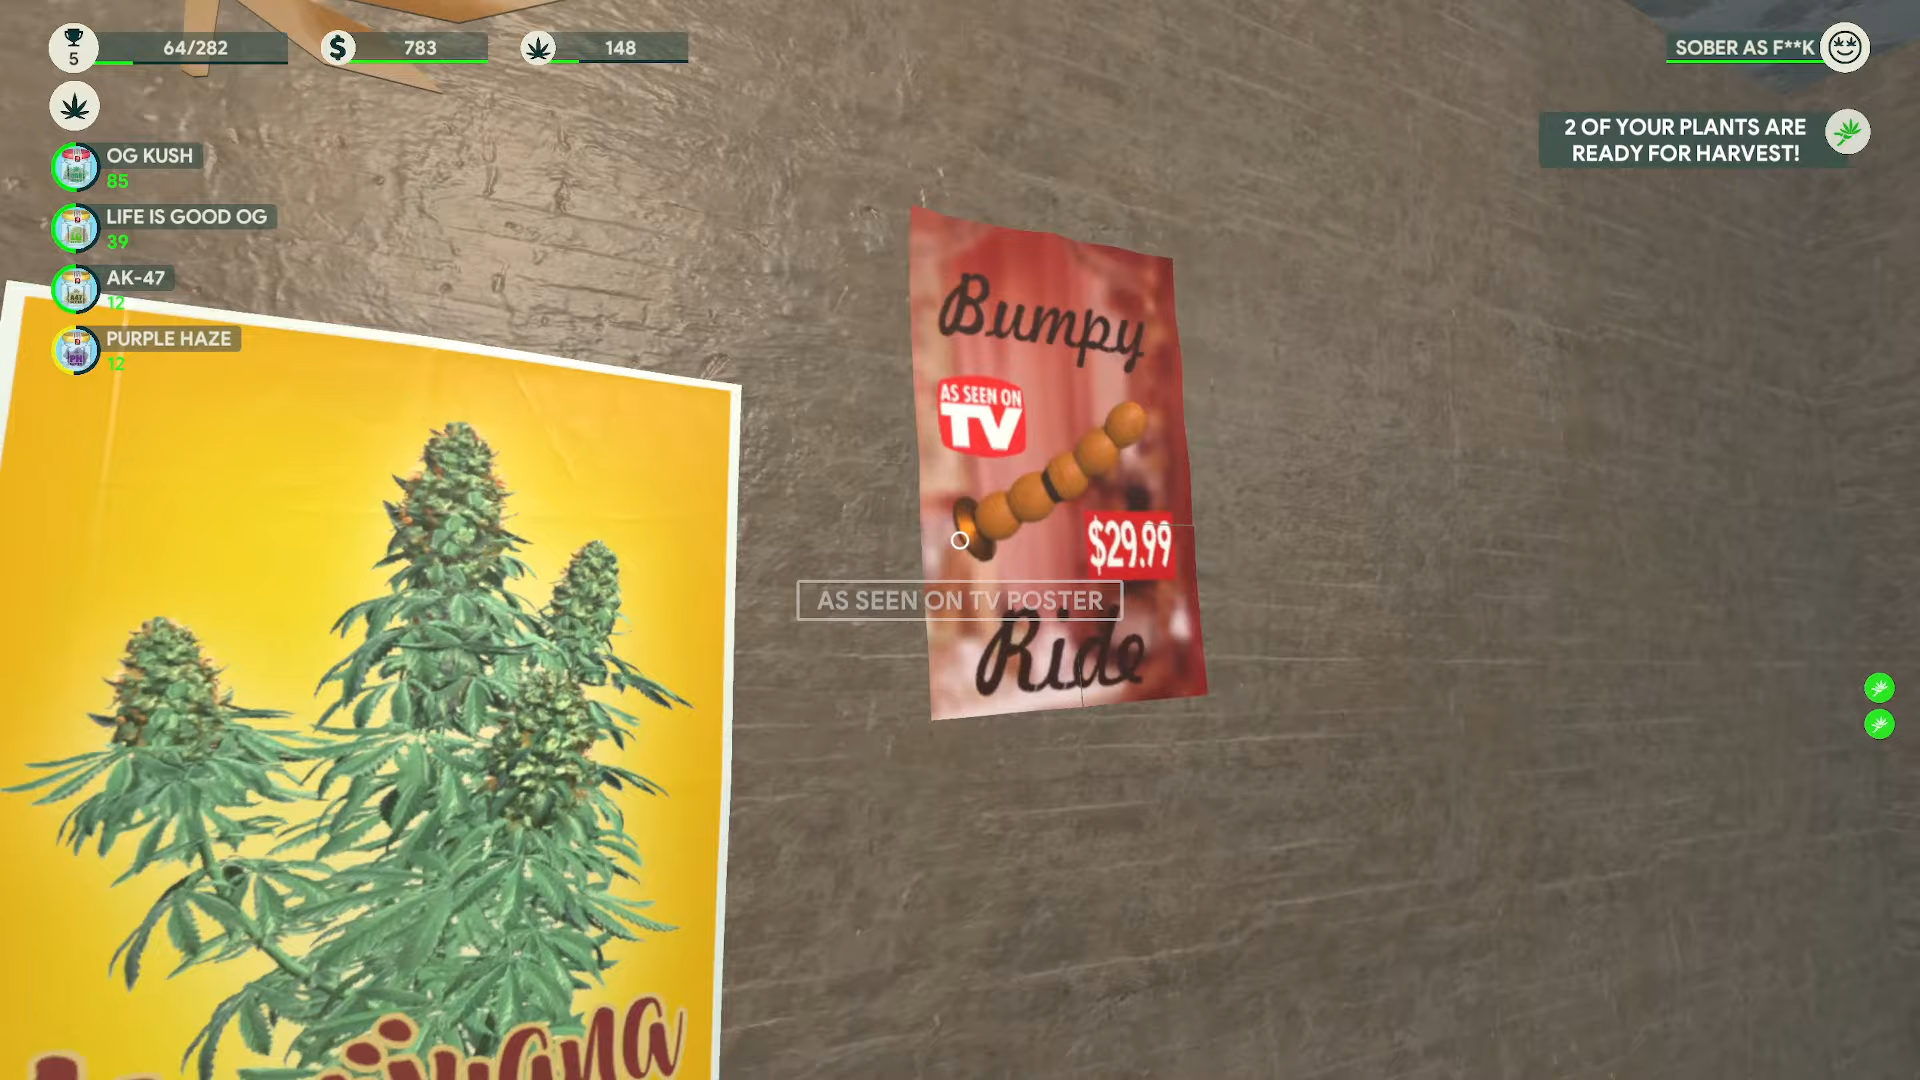 5
64/282
783
148
SOBER AS F**K
2 OF YOUR PLANTS ARE
READY FOR HARVEST!
OG KUSH
85
LIFE IS GOOD OG
39
AK-47
12
PURPLE HAZE
12
Bumpy
AS SEEN ON
TV
$29.99
AS SEEN ON TV POSTER
Ride